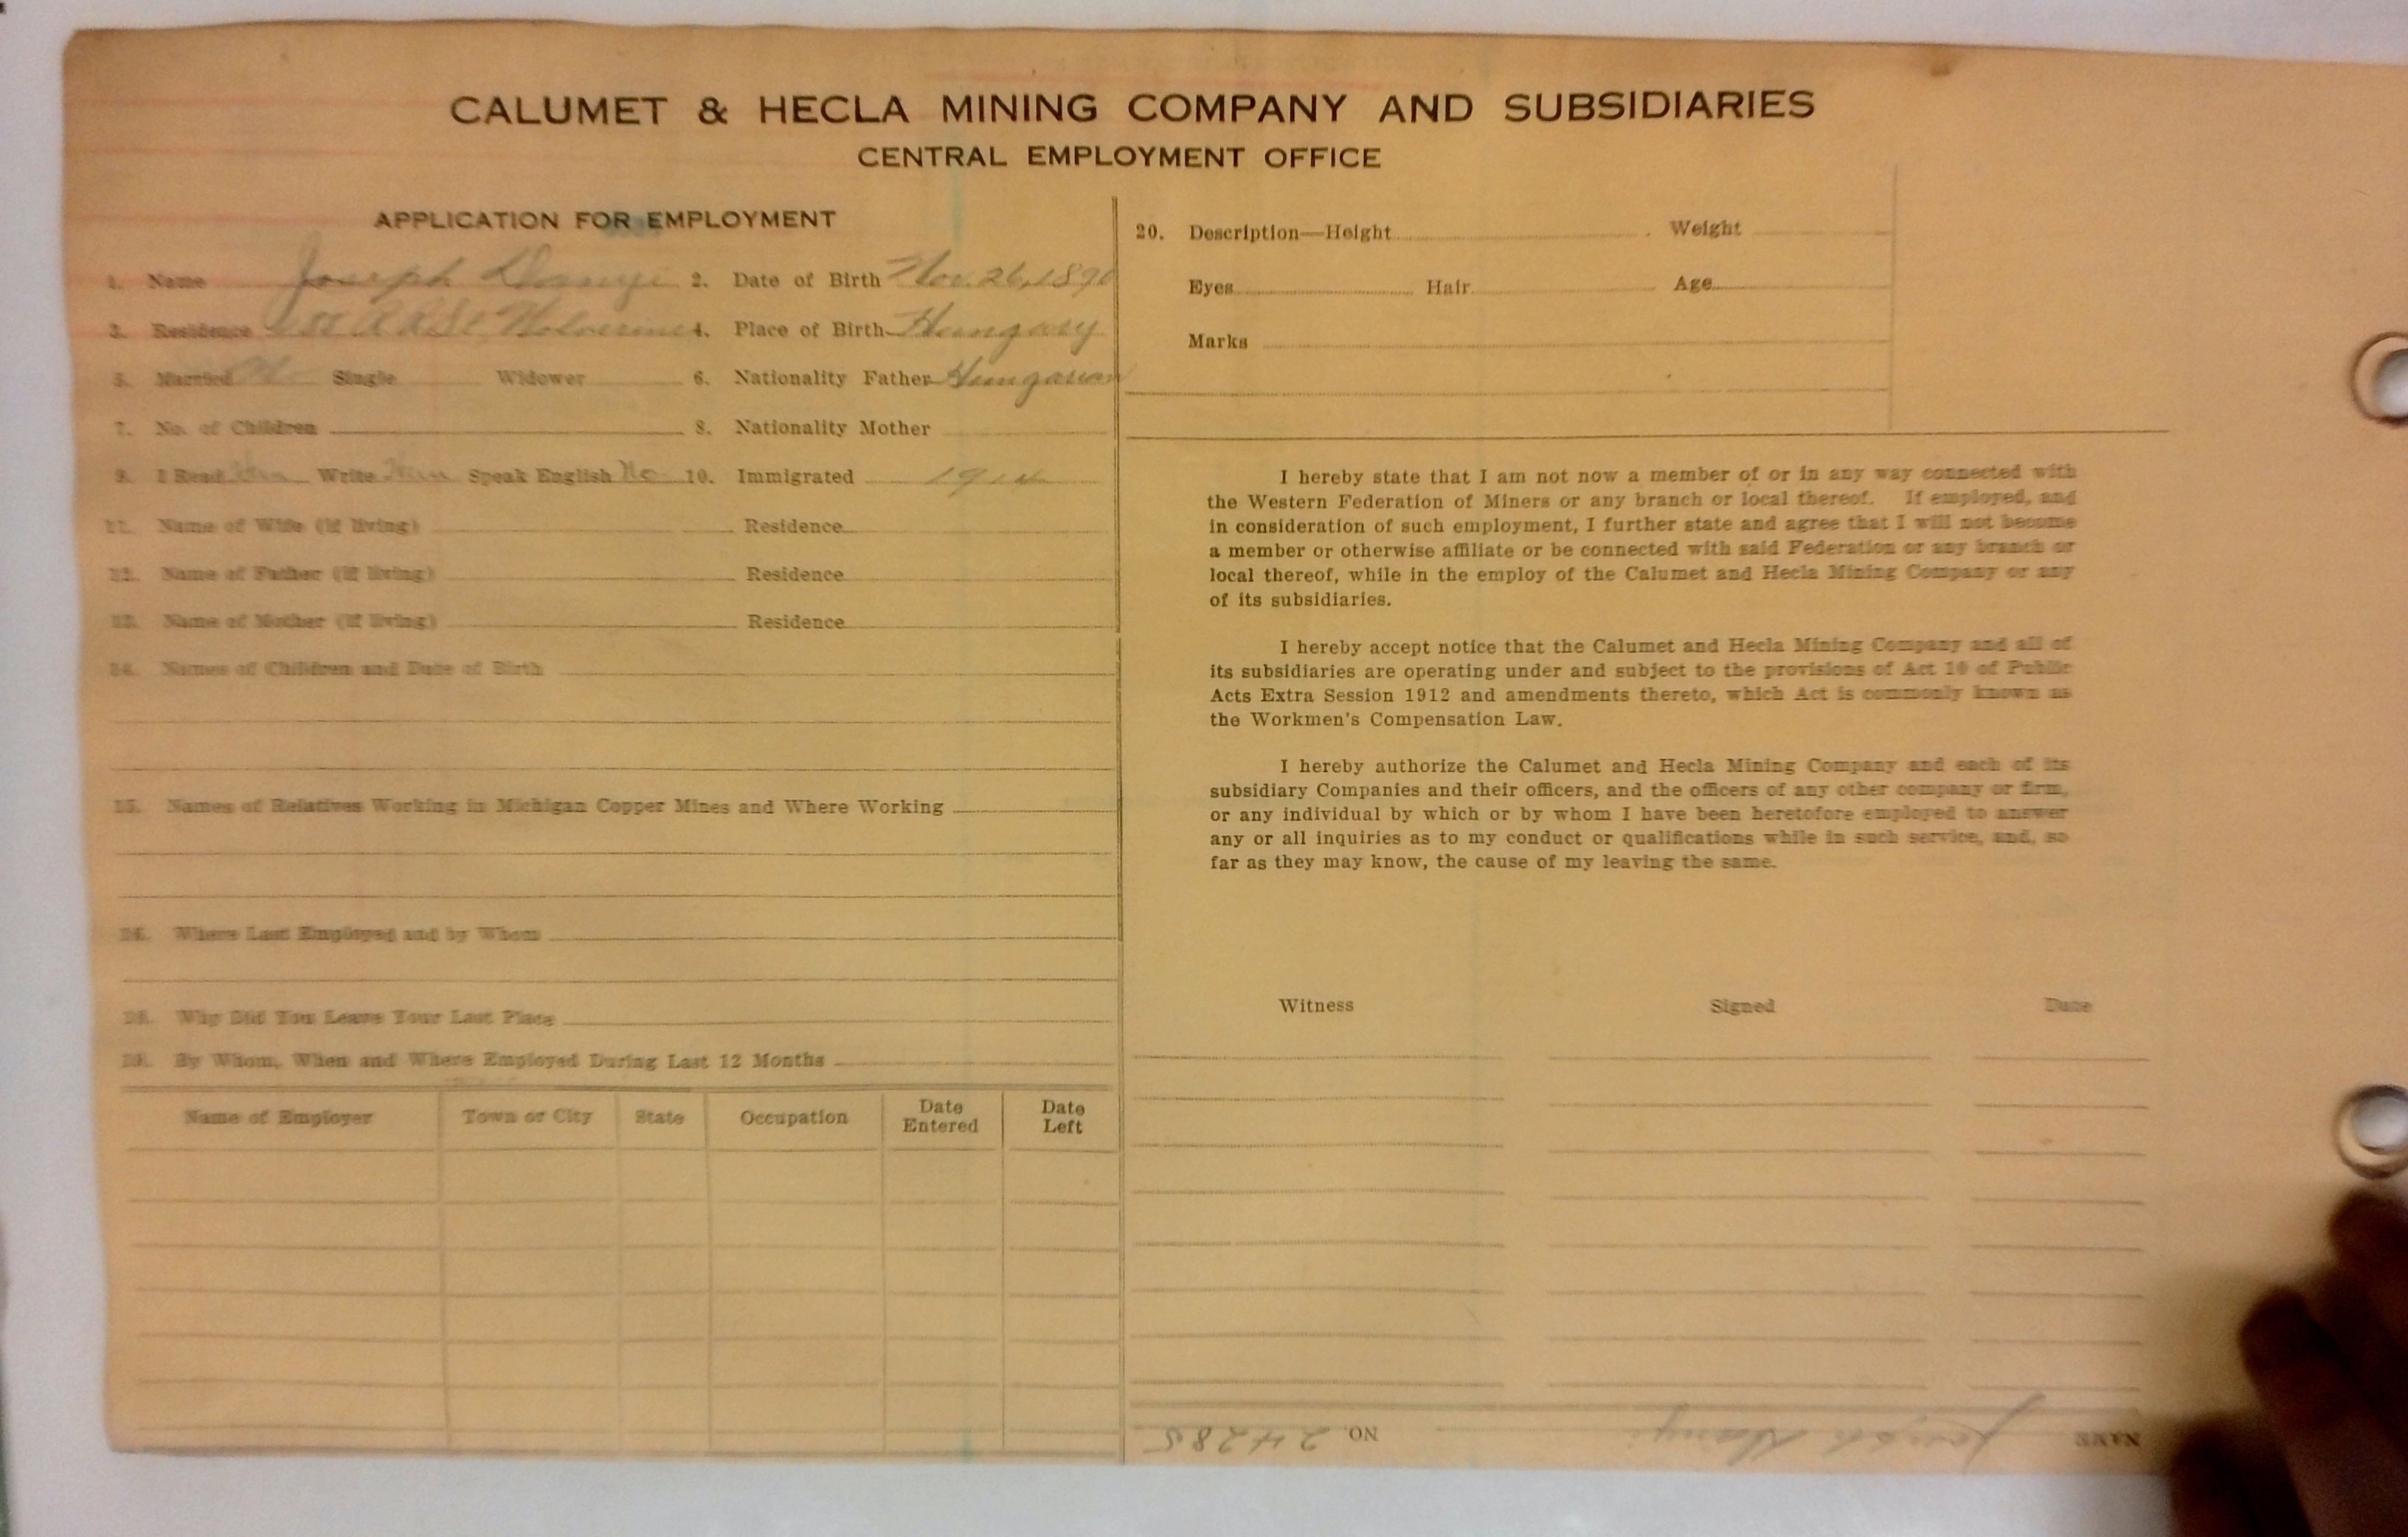 CALUMET & HECLA MINING COMPANY AND SUBSIDIARIES
CENTRAL EMPLOYMENT OFFICE
APPLICATION FOR EMPLOYMENT
1. Name Joseph Danyi 2. Date of Birth Nov. 26, 1890
3. Residence R R St. Wolverine 4. Place of Birth Hungary
5. Married Single Widower 6. Nationality Father Hungarian
7. No. of Children 8. Nationality Mother
9. I Read Hun Write Hun Speak English No 10. Immigrated 1914
11. Name of Wife (if living) Residence
12. Name of Father (if living) Residence
13. Name of Mother (if living) Residence
14. Names of Children and Date of Birth
15. Names of Relatives Working in Michigan Copper Mines and Where Working
16. Where Last Employed and by Whom
18. Why Did You Leave Your Last Place
19. By Whom, When and Where Employed During Last 12 Months
Name of Employer Town or City State Occupation Date Entered Date Left
20. Description—Height Weight
Eyes Hair Age
Marks
I hereby state that I am not now a member of or in any way connected with
the Western Federation of Miners or any branch or local thereof. If employed, and
in consideration of such employment, I further state and agree that I will not become
a member or otherwise affiliate or be connected with said Federation or any branch or
local thereof, while in the employ of the Calumet and Hecla Mining Company or any
of its subsidiaries.
I hereby accept notice that the Calumet and Hecla Mining Company and all of
its subsidiaries are operating under and subject to the provisions of Act 10 of Public
Acts Extra Session 1912 and amendments thereto, which Act is commonly known as
the Workmen's Compensation Law.
I hereby authorize the Calumet and Hecla Mining Company and each of its
subsidiary Companies and their officers, and the officers of any other company or firm,
or any individual by which or by whom I have been heretofore employed to answer
any or all inquiries as to my conduct or qualifications while in such service, and, so
far as they may know, the cause of my leaving the same.
Witness Signed Date
NAME Joseph Danyi NO. 24285